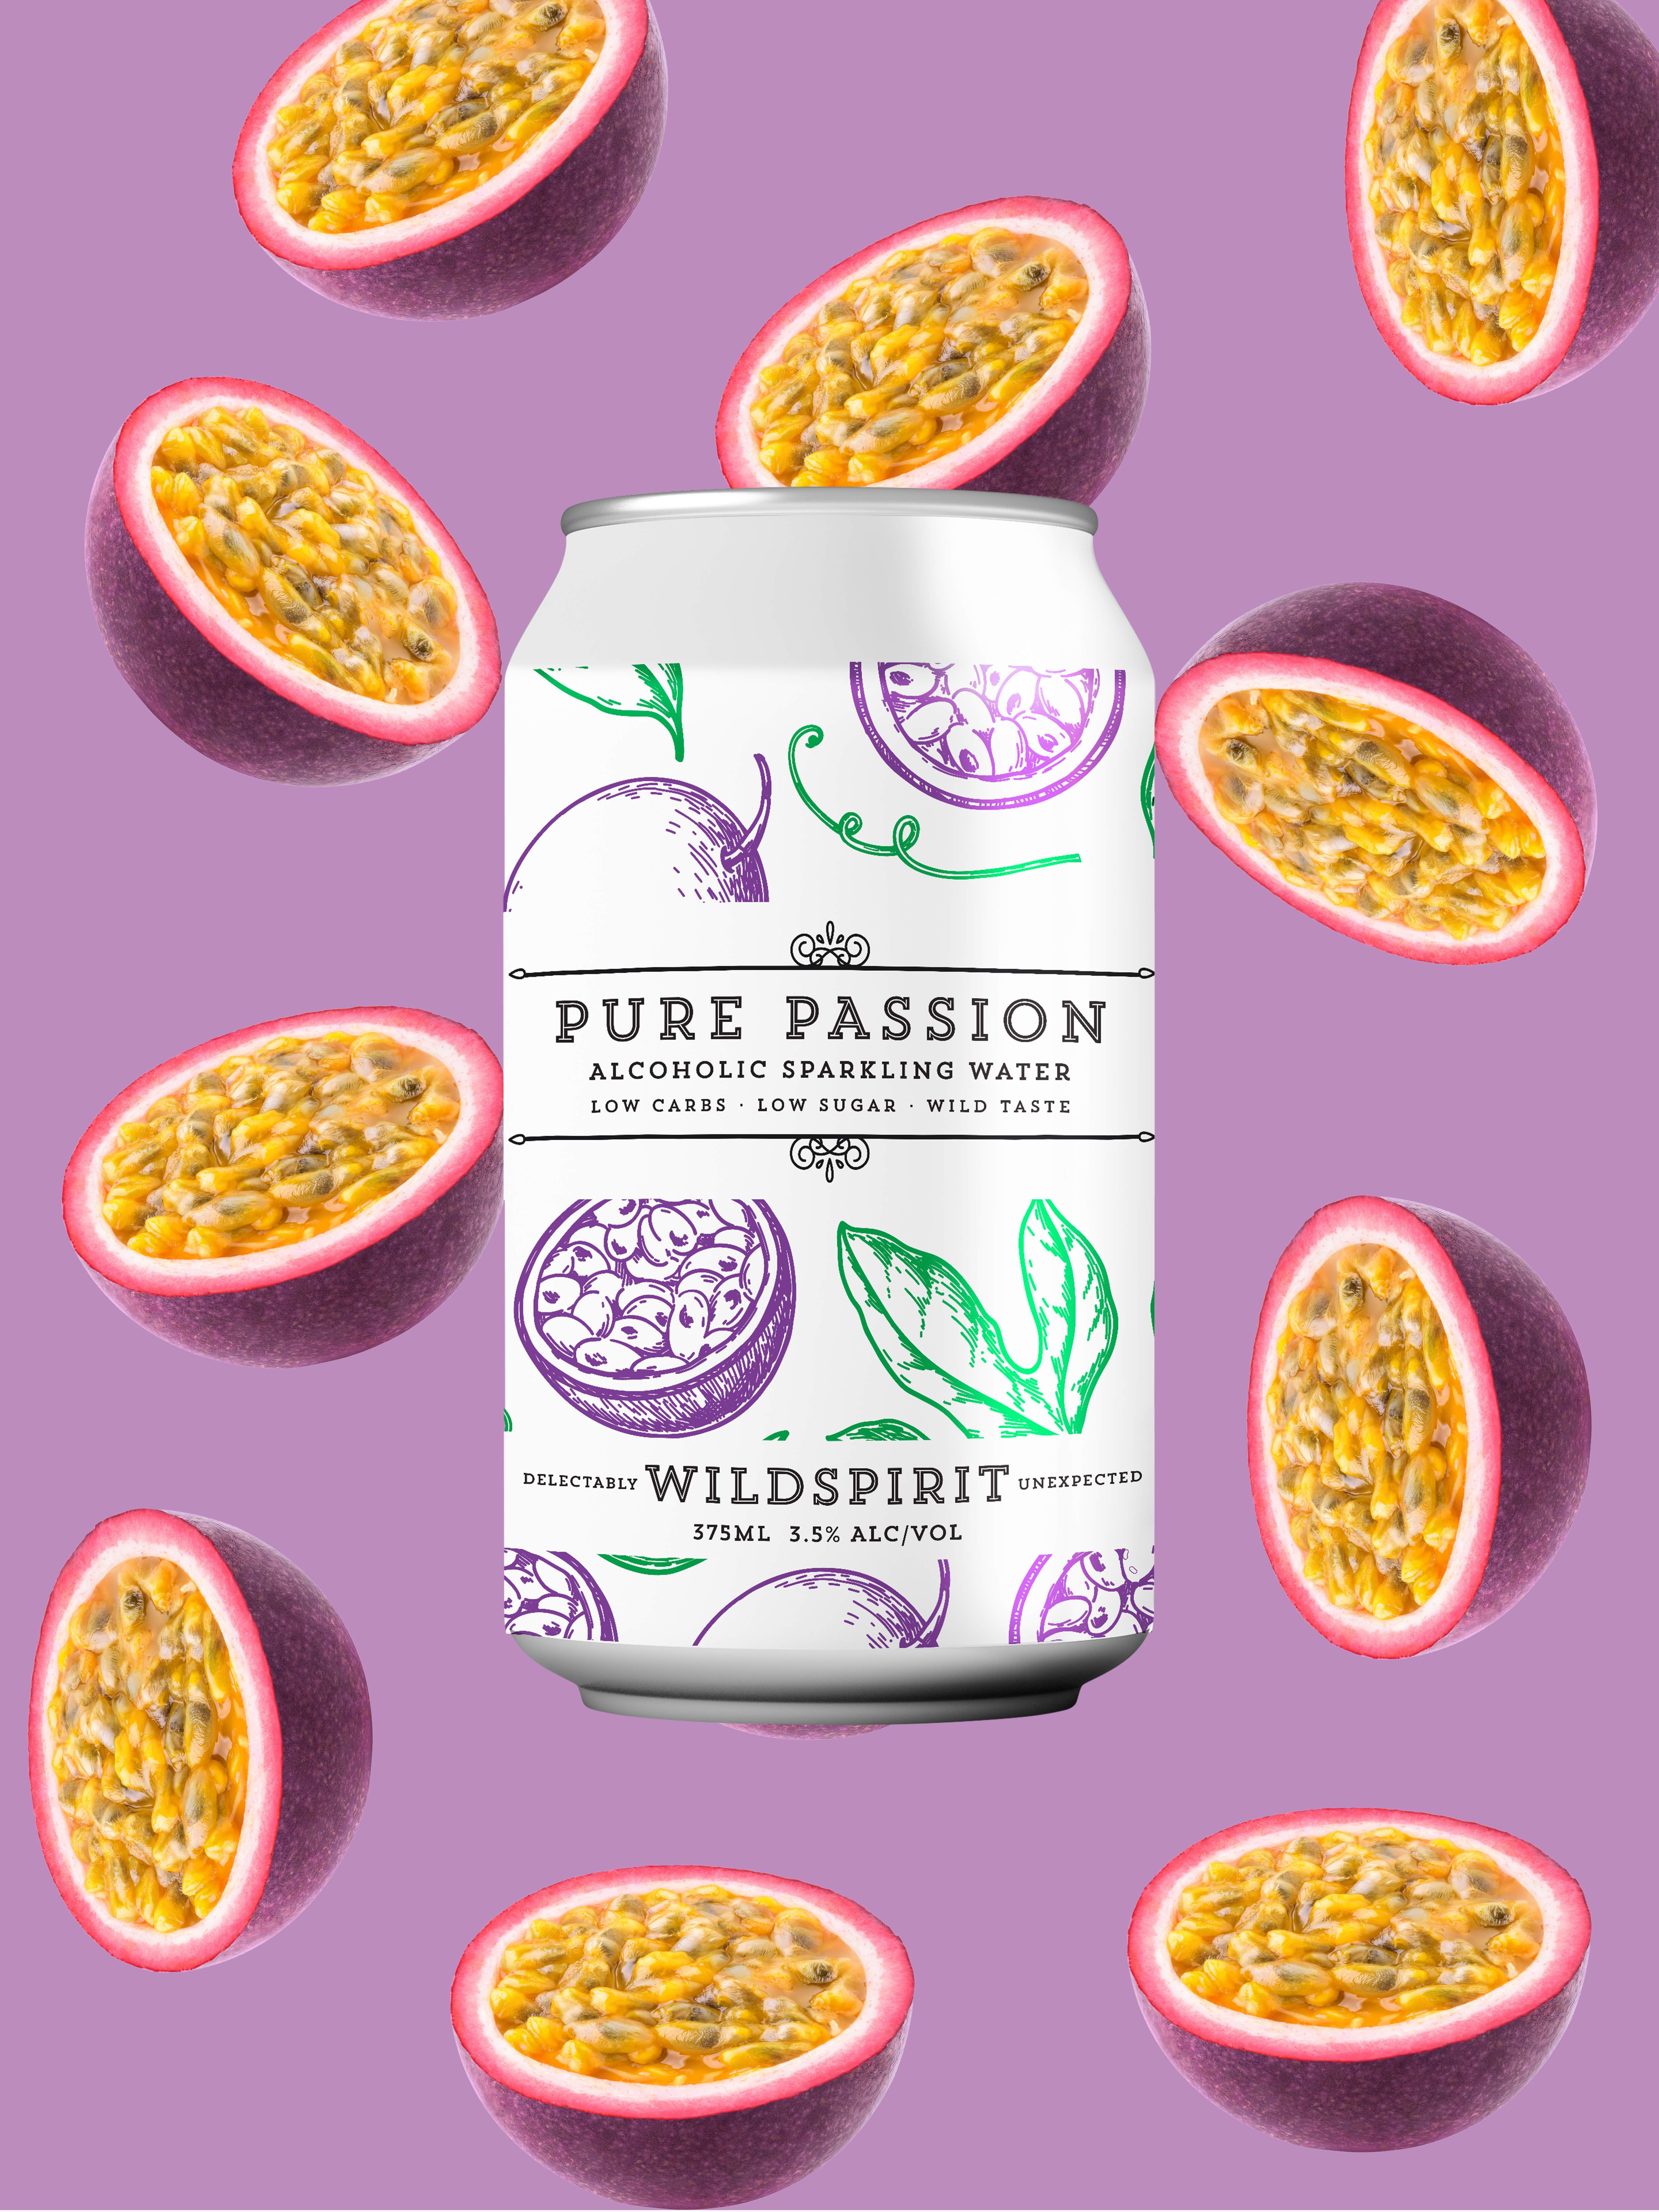 PURE PASSION
ALCOHOLIC SPARKLING WATER
LOW CARBS · LOW SUGAR · WILD TASTE
DELECTABLY WILDSPIRIT UNEXPECTED
375ML 3.5% ALC/VOL